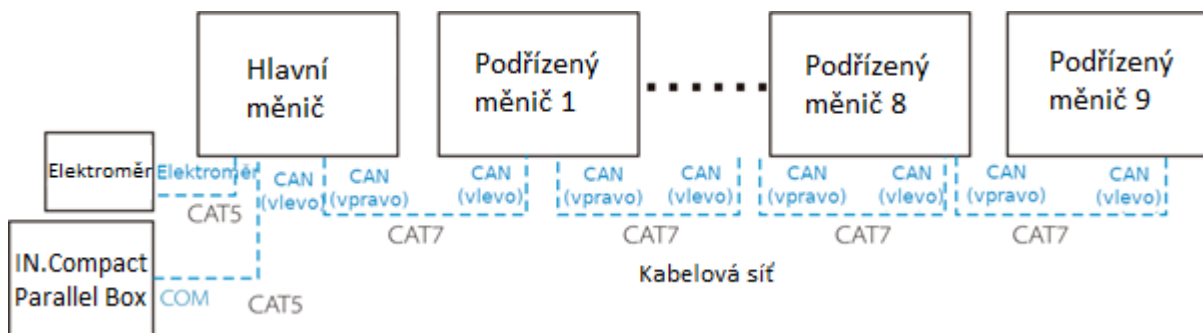 Hlavní
měnič
Podřízený
měnič 1
Podřízený
měnič 8
Podřízený
měnič 9
Elektroměr
Elektroměr
CAT5
CAN
(vlevo)
CAN
(vpravo)
CAN
(vlevo)
CAN
(vpravo)
CAN
(vlevo)
CAN
(vpravo)
CAN
(vlevo)
CAN
(vpravo)
CAN
(vlevo)
CAT7
CAT7
CAT7
CAT7
IN.Compact
Parallel Box
COM
CAT5
Kabelová síť